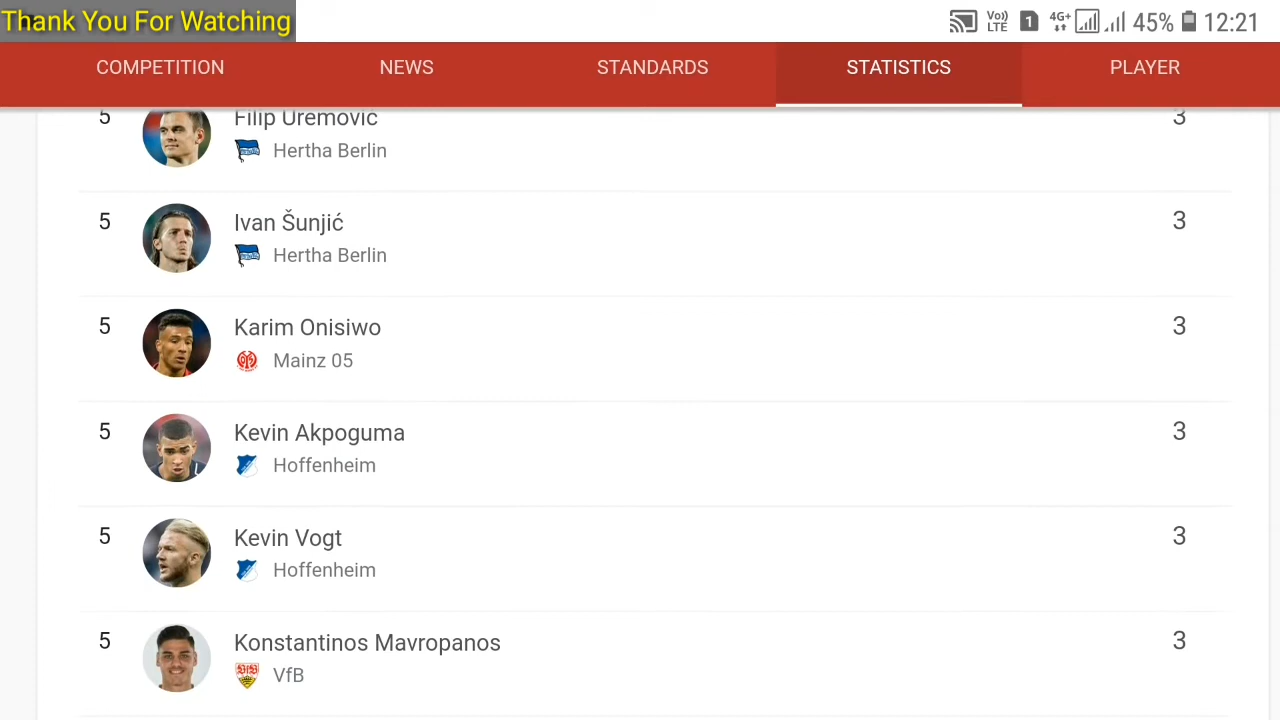 Thank You For Watching
Vo)) LTE 1 4G+ 45% 12:21
COMPETITION NEWS STANDARDS STATISTICS PLAYER
5 Filip Uremović 3
Hertha Berlin
5 Ivan Šunjić 3
Hertha Berlin
5 Karim Onisiwo 3
Mainz 05
5 Kevin Akpoguma 3
Hoffenheim
5 Kevin Vogt 3
Hoffenheim
5 Konstantinos Mavropanos 3
VfB